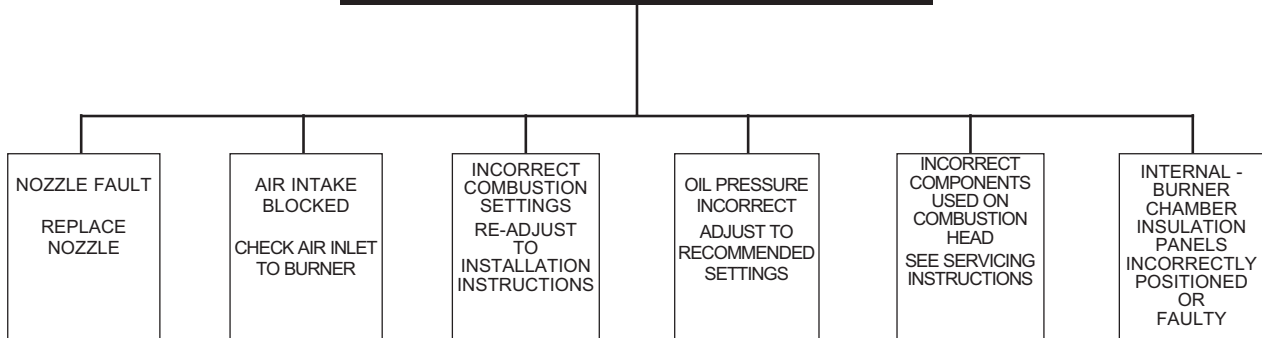 NOZZLE FAULT
REPLACE
NOZZLE
AIR INTAKE
BLOCKED
CHECK AIR INLET
TO BURNER
INCORRECT
COMBUSTION
SETTINGS
RE-ADJUST
TO
INSTALLATION
INSTRUCTIONS
OIL PRESSURE
INCORRECT
ADJUST TO
RECOMMENDED
SETTINGS
INCORRECT
COMPONENTS
USED ON
COMBUSTION
HEAD
SEE SERVICING
INSTRUCTIONS
INTERNAL -
BURNER
CHAMBER
INSULATION
PANELS
INCORRECTLY
POSITIONED
OR
FAULTY